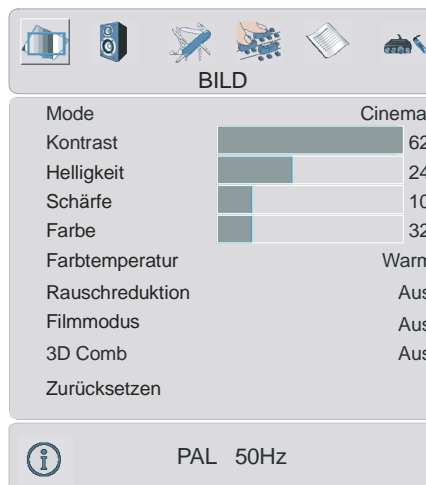 BILD
Mode Cinema
Kontrast 62
Helligkeit 24
Schärfe 10
Farbe 32
Farbtemperatur Warm
Rauschreduktion Aus
Filmmodus Aus
3D Comb Aus
Zurücksetzen
i PAL 50Hz